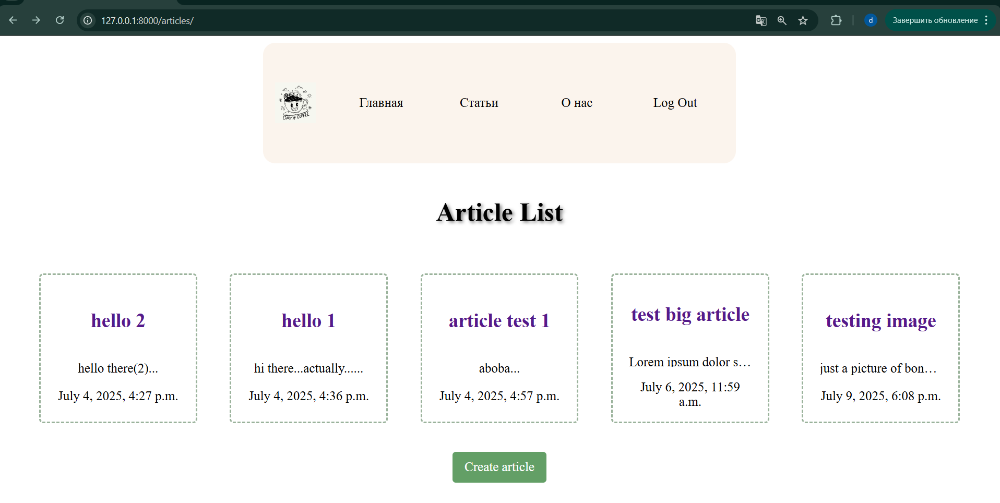 127.0.0.1:8000/articles/
d
Завершить обновление
DAY of COFFEE
Главная
Статьи
О нас
Log Out
Article List
hello 2
hello there(2)...
July 4, 2025, 4:27 p.m.
hello 1
hi there...actually......
July 4, 2025, 4:36 p.m.
article test 1
aboba...
July 4, 2025, 4:57 p.m.
test big article
Lorem ipsum dolor s…
July 6, 2025, 11:59
a.m.
testing image
just a picture of bon…
July 9, 2025, 6:08 p.m.
Create article